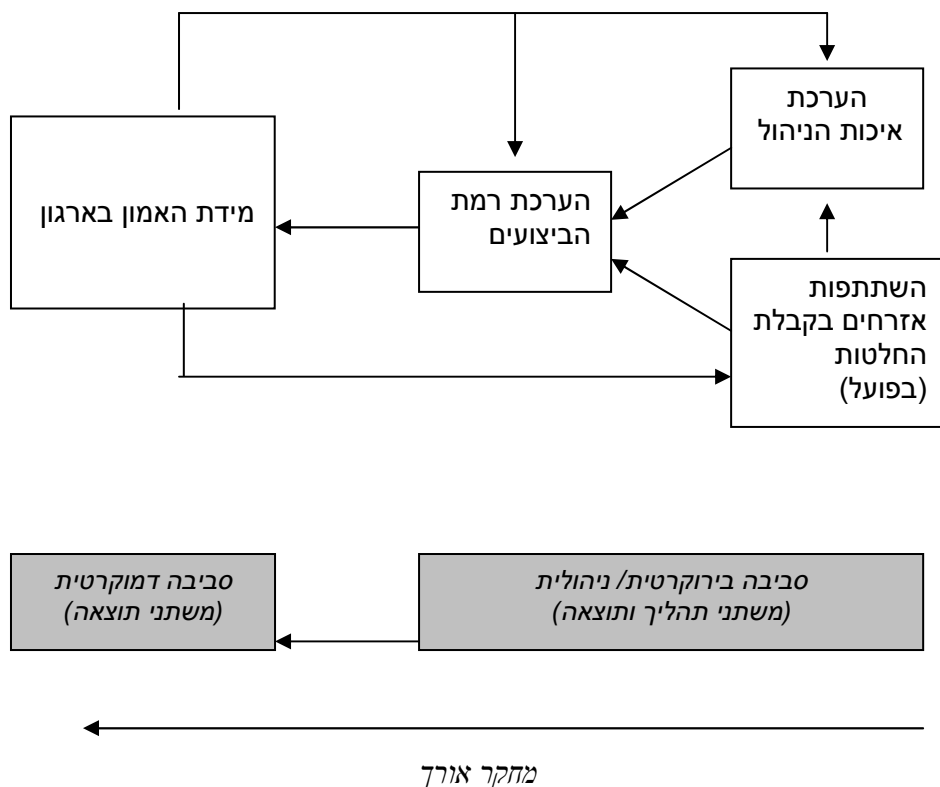 הערכת
איכות הניהול
הערכת רמת
הביצועים
מידת האמון בארגון
השתתפות
אזרחים בקבלת
החלטות
(בפועל)
סביבה בירוקרטית/ ניהולית
(משתני תהליך ותוצאה)
סביבה דמוקרטית
(משתני תוצאה)
מחקר אורך